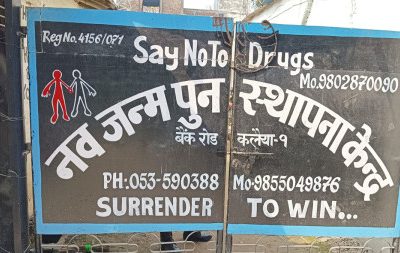 Reg No. 4156/071
Say No To Drugs
Mo. 9802870090
नव जन्म पुन स्थापना केन्द्र
बैंक रोड कलैया-१
PH:053-590388 Mo-9855049876
SURRENDER TO WIN...